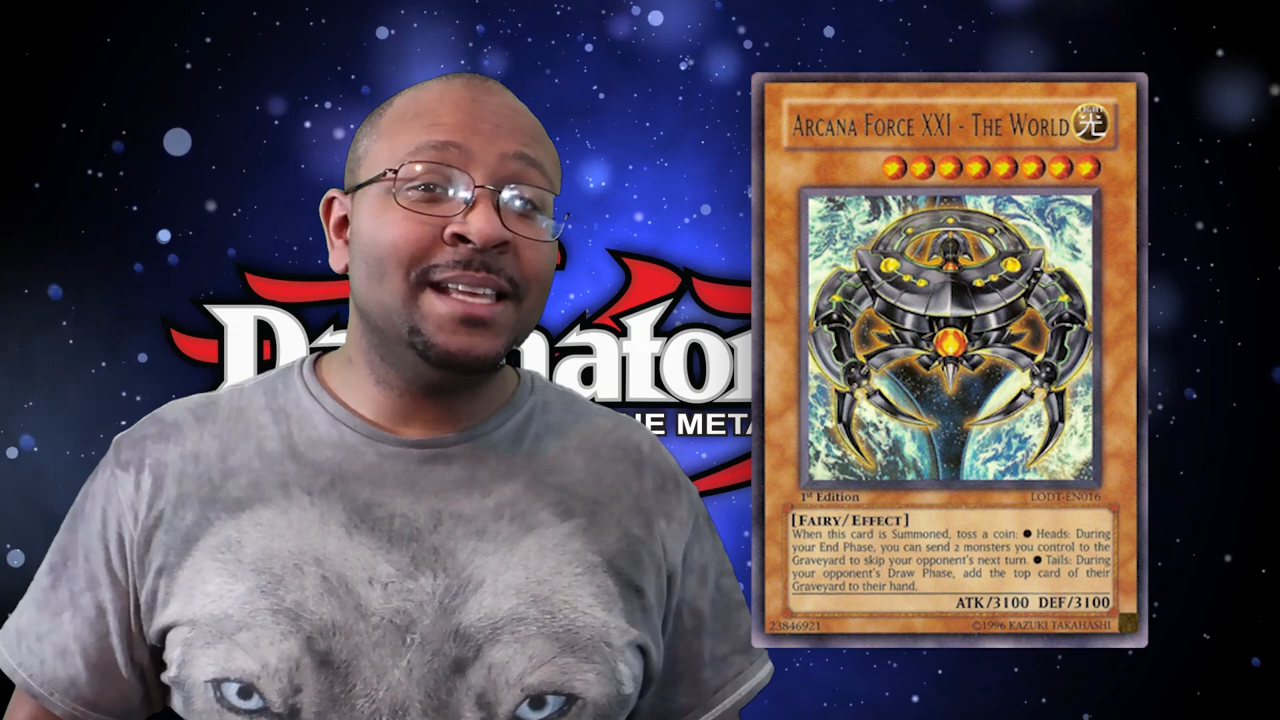 ARCANA FORCE XXI - THE WORLD
LIGHT
光
HE META
1st Edition
LODT-EN016
[FAIRY/EFFECT]
When this card is Summoned, toss a coin: ● Heads: During
your End Phase, you can send 2 monsters you control to the
Graveyard to skip your opponent's next turn. ● Tails: During
your opponent's Draw Phase, add the top card of their
Graveyard to their hand.
ATK/3100 DEF/3100
23846921
©1996 KAZUKI TAKAHASHI